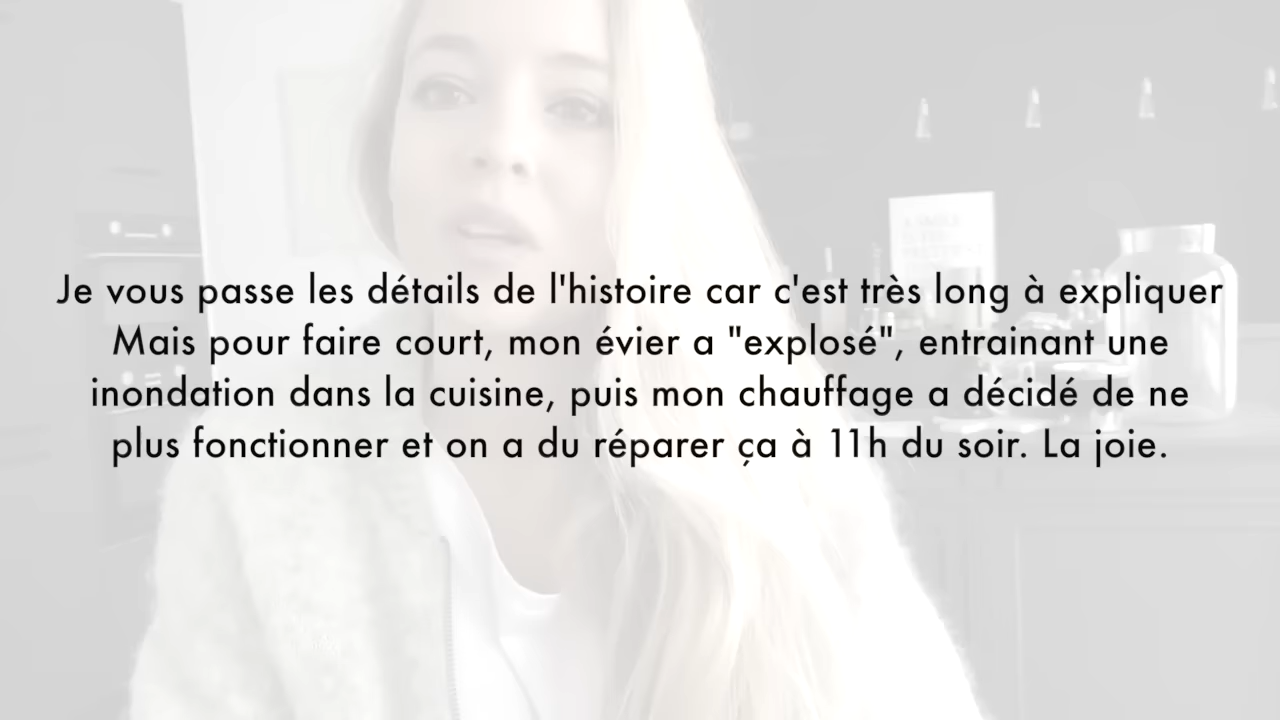 Je vous passe les détails de l'histoire car c'est très long à expliquer
Mais pour faire court, mon évier a "explosé", entrainant une
inondation dans la cuisine, puis mon chauffage a décidé de ne
plus fonctionner et on a du réparer ça à 11h du soir. La joie.